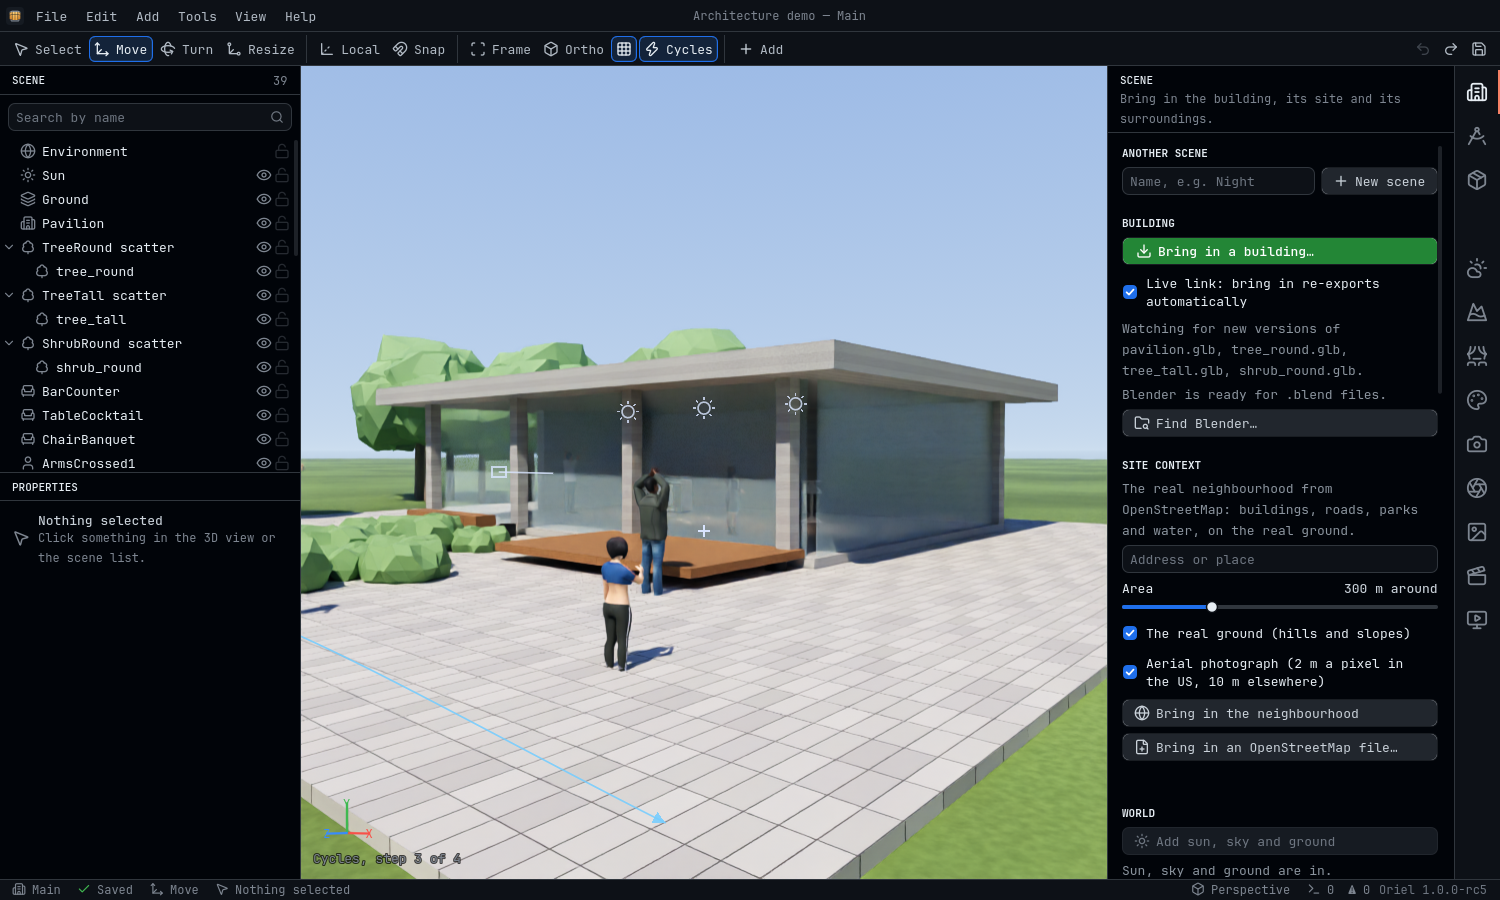 File Edit Add Tools View Help
Architecture demo — Main
Select Move Turn Resize Local Snap Frame Ortho Cycles Add
SCENE 39
Search by name
Environment
Sun
Ground
Pavilion
TreeRound scatter
tree_round
TreeTall scatter
tree_tall
ShrubRound scatter
shrub_round
BarCounter
TableCocktail
ChairBanquet
ArmsCrossed1
PROPERTIES
Nothing selected
Click something in the 3D view or
the scene list.
Y
X
Cycles, step 3 of 4
SCENE
Bring in the building, its site and its
surroundings.
ANOTHER SCENE
Name, e.g. Night
New scene
BUILDING
Bring in a building…
Live link: bring in re-exports
automatically
Watching for new versions of
pavilion.glb, tree_round.glb,
tree_tall.glb, shrub_round.glb.
Blender is ready for .blend files.
Find Blender…
SITE CONTEXT
The real neighbourhood from
OpenStreetMap: buildings, roads, parks
and water, on the real ground.
Address or place
Area 300 m around
The real ground (hills and slopes)
Aerial photograph (2 m a pixel in
the US, 10 m elsewhere)
Bring in the neighbourhood
Bring in an OpenStreetMap file…
WORLD
Add sun, sky and ground
Sun, sky and ground are in.
Main Saved Move Nothing selected
Perspective 0 0 Oriel 1.0.0-rc5